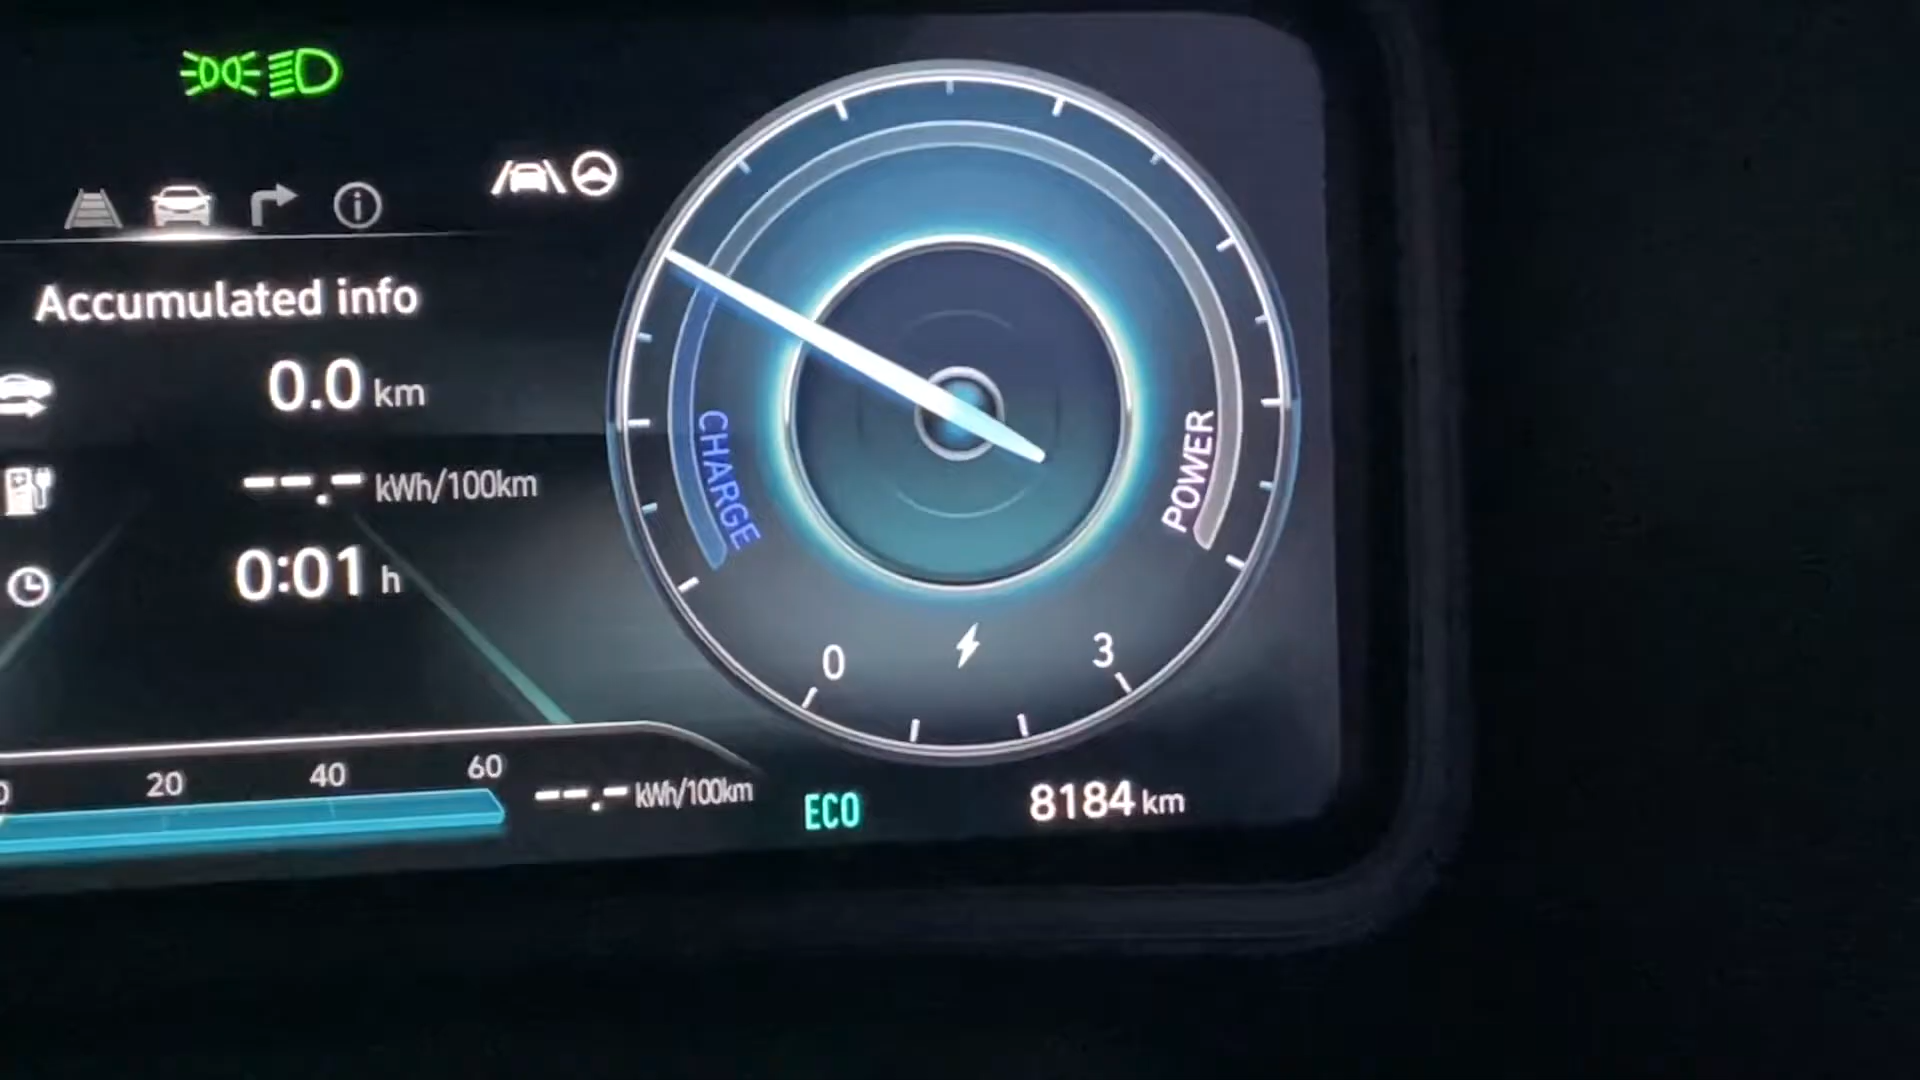 Accumulated info
0.0 km
--.- kWh/100km
0:01 h
CHARGE
POWER
0
3
20 40 60
--.- kWh/100km
ECO
8184 km